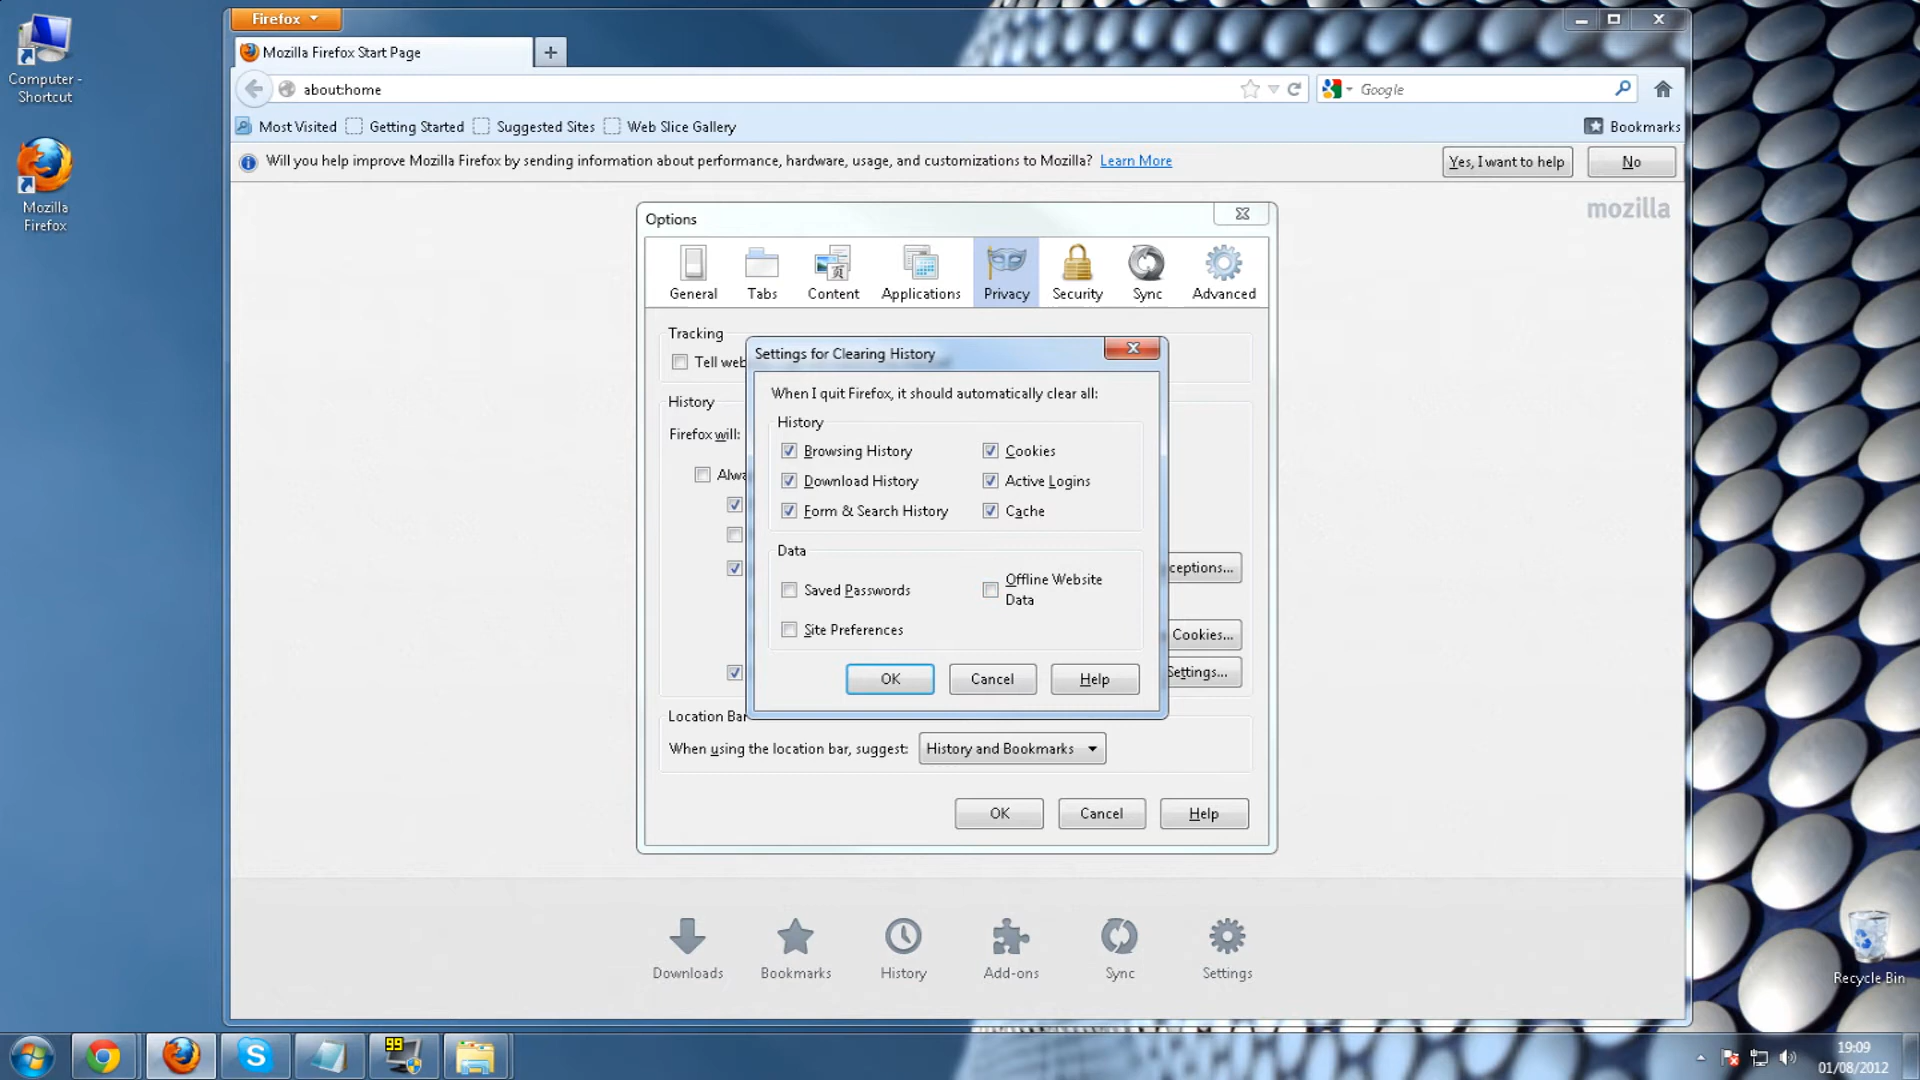 Computer -
Shortcut
Mozilla
Firefox
Firefox
Mozilla Firefox Start Page
about:home
Google
Most Visited
Getting Started
Suggested Sites
Web Slice Gallery
Bookmarks
Will you help improve Mozilla Firefox by sending information about performance, hardware, usage, and customizations to Mozilla? Learn More
Yes, I want to help
No
mozilla
Options
General
Tabs
Content
Applications
Privacy
Security
Sync
Advanced
页
Tracking
Tell web
History
Firefox will:
Alwa
ceptions...
Cookies...
Settings...
Settings for Clearing History
When I quit Firefox, it should automatically clear all:
History
Browsing History
Cookies
Download History
Active Logins
Form & Search History
Cache
Data
Saved Passwords
Offline Website
Data
Site Preferences
OK
Cancel
Help
Location Bar
When using the location bar, suggest:
History and Bookmarks
OK
Cancel
Help
Downloads
Bookmarks
History
Add-ons
Sync
Settings
Recycle Bin
99
19:09
01/08/2012